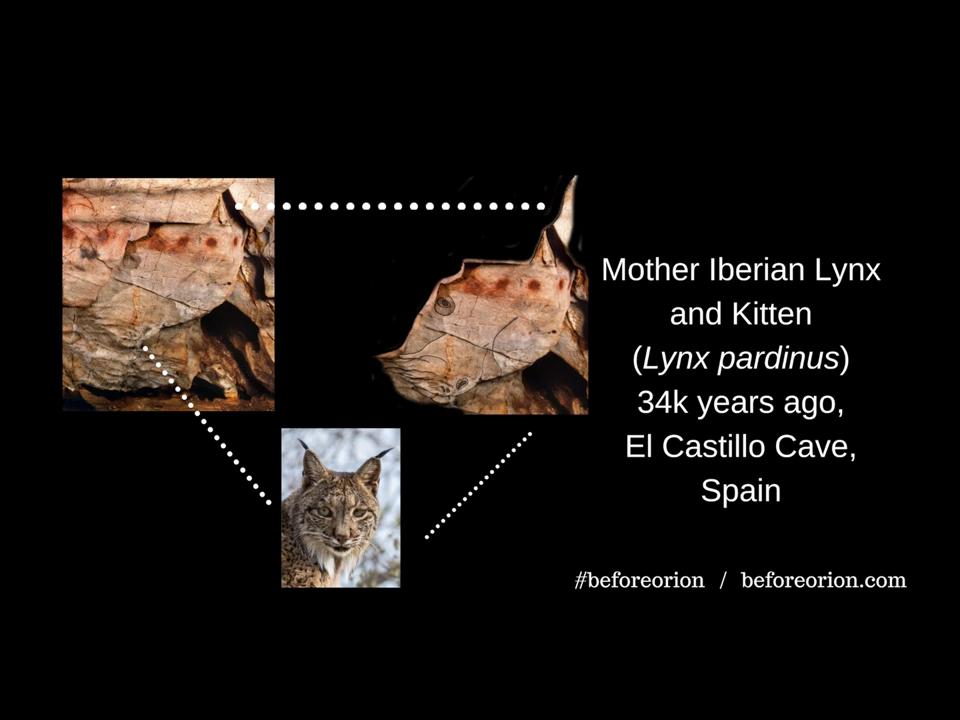 Mother Iberian Lynx
and Kitten
(Lynx pardinus)
34k years ago,
El Castillo Cave,
Spain
#beforeorion / beforeorion.com